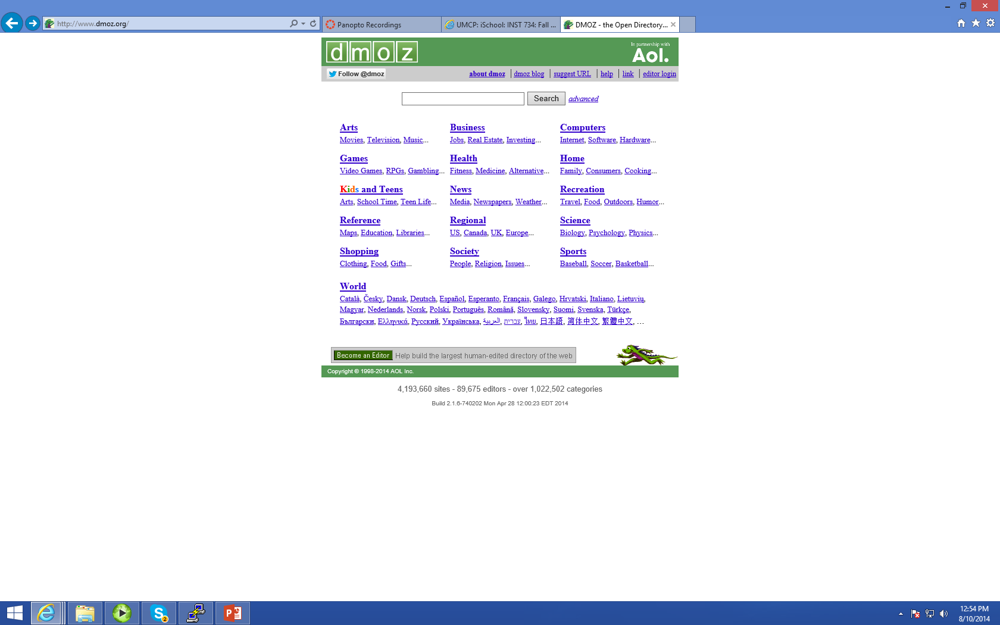 http://www.dmoz.org/
Panopto Recordings
UMCP: iSchool: INST 734: Fall ...
DMOZ - the Open Directory...
dmoz
In partnership with
Aol.
Follow @dmoz
about dmoz | dmoz blog | suggest URL | help | link | editor login
Search advanced
Arts Business Computers
Movies, Television, Music... Jobs, Real Estate, Investing... Internet, Software, Hardware...
Games Health Home
Video Games, RPGs, Gambling... Fitness, Medicine, Alternative... Family, Consumers, Cooking...
Kids and Teens News Recreation
Arts, School Time, Teen Life... Media, Newspapers, Weather... Travel, Food, Outdoors, Humor...
Reference Regional Science
Maps, Education, Libraries... US, Canada, UK, Europe... Biology, Psychology, Physics...
Shopping Society Sports
Clothing, Food, Gifts... People, Religion, Issues... Baseball, Soccer, Basketball...
World
Català, Česky, Dansk, Deutsch, Español, Esperanto, Français, Galego, Hrvatski, Italiano, Lietuvių,
Magyar, Nederlands, Norsk, Polski, Português, Română, Slovensky, Suomi, Svenska, Türkçe,
Български, Ελληνικά, Русский, Українська, العربية, עברית, ไทย, 日本語, 简体中文, 繁體中文, ...
Become an Editor Help build the largest human-edited directory of the web
Copyright © 1998-2014 AOL Inc.
4,193,660 sites - 89,675 editors - over 1,022,502 categories
Build 2.1.6-740202 Mon Apr 28 12:00:23 EDT 2014
2
P
12:54 PM
8/10/2014